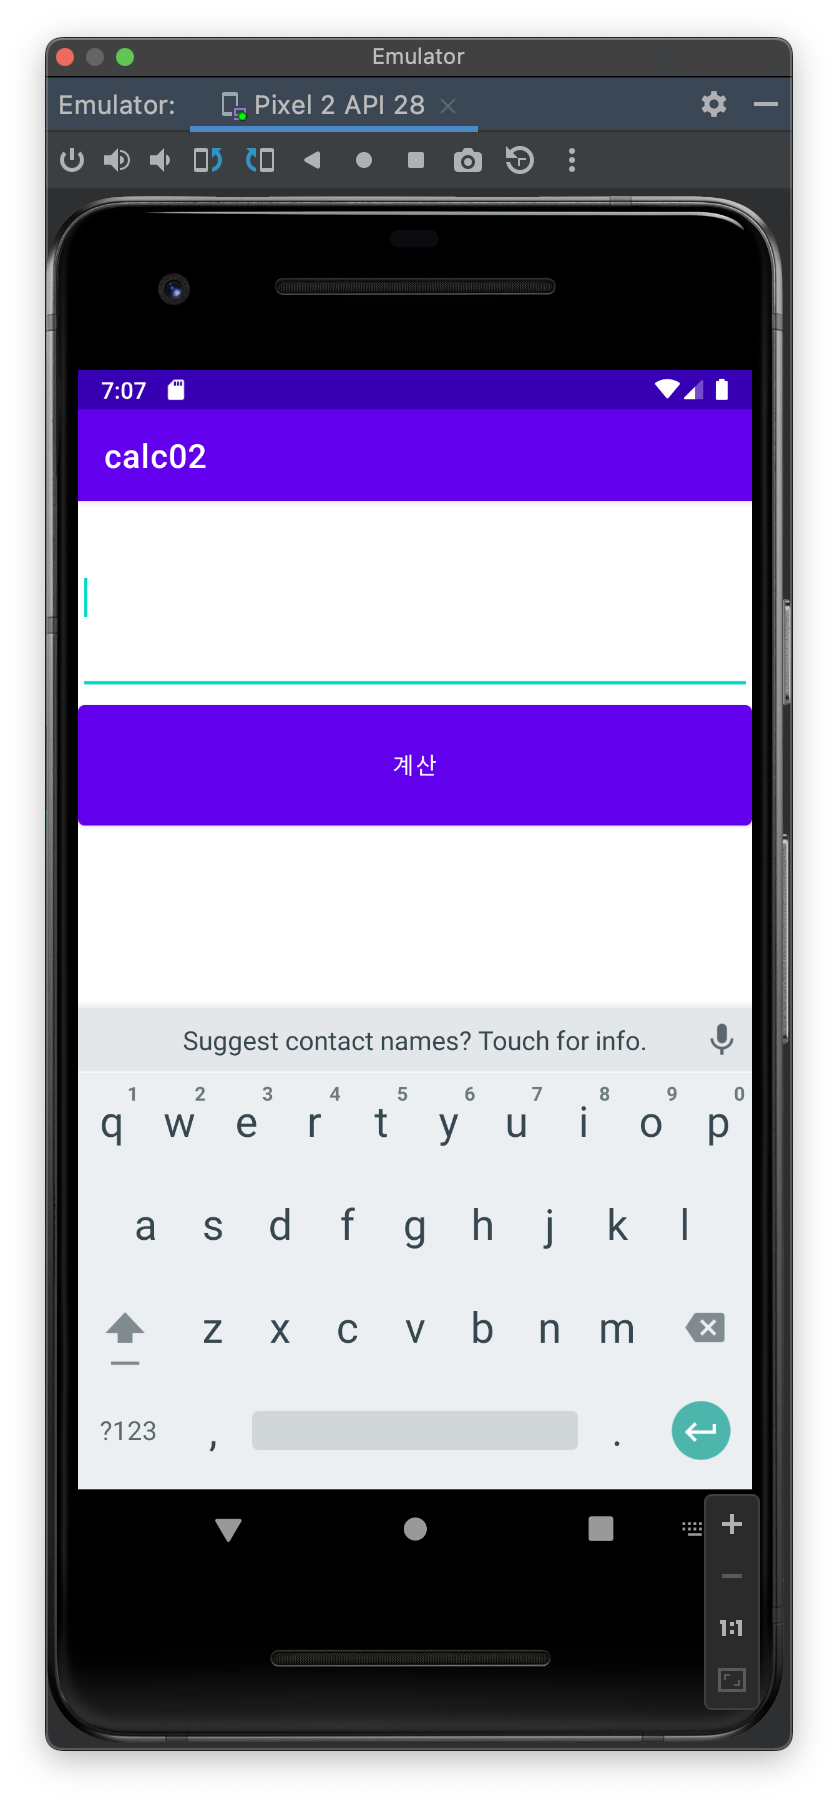 Emulator
Emulator:
Pixel 2 API 28
7:07
calc02
계산
Suggest contact names? Touch for info.
1 2 3 4 5 6 7 8 9 0
q w e r t y u i o p
a s d f g h j k l
z x c v b n m
?123 , .
1:1